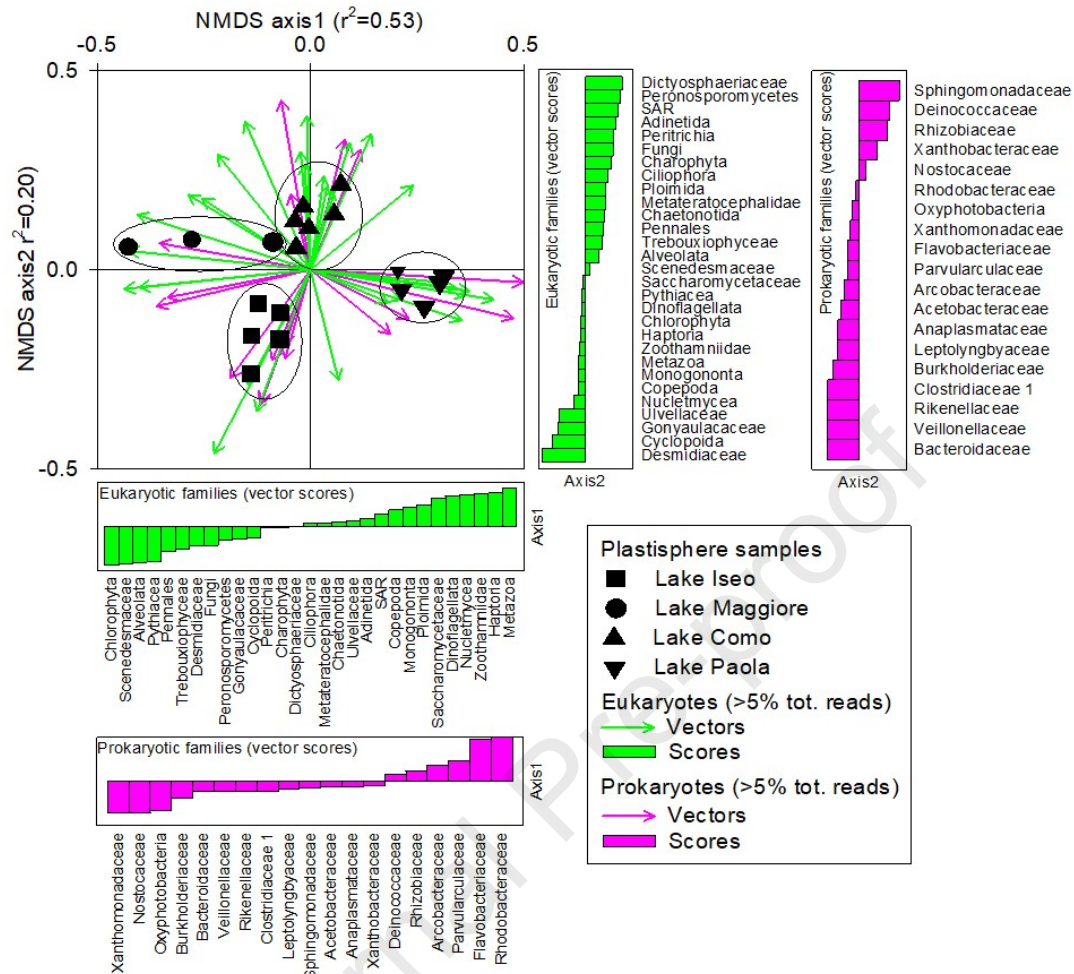 NMDS axis1 (r²=0.53)
-0.5 0.0 0.5
0.5
0.0
-0.5
NMDS axis2 r²=0.20)
Eukaryotic families (vector scores)
Dictyosphaeriaceae
Peronosporomycetes
SAR
Adinetida
Peritrichia
Fungi
Charophyta
Ciliophora
Ploimida
Metateratocephalidae
Chaetonotida
Pennales
Trebouxiophyceae
Alveolata
Scenedesmaceae
Saccharomycetaceae
Pythiacea
Dinoflagellata
Chlorophyta
Haptoria
Zoothamniidae
Metazoa
Monogononta
Copepoda
Nucletmycea
Ulvellaceae
Gonyaulacaceae
Cyclopoida
Desmidiaceae
Axis2
Prokaryotic families (vector scores)
Sphingomonadaceae
Deinococcaceae
Rhizobiaceae
Xanthobacteraceae
Nostocaceae
Rhodobacteraceae
Oxyphotobacteria
Xanthomonadaceae
Flavobacteriaceae
Parvularculaceae
Arcobacteraceae
Acetobacteraceae
Anaplasmataceae
Leptolyngbyaceae
Burkholderiaceae
Clostridiaceae 1
Rikenellaceae
Veillonellaceae
Bacteroidaceae
Axis2
Eukaryotic families (vector scores)
Axis1
Chlorophyta
Scenedesmaceae
Alveolata
Pythiacea
Pennales
Trebouxiophyceae
Desmidiaceae
Fungi
Peronosporomycetes
Gonyaulacaceae
Cyclopoida
Peritrichia
Charophyta
Dictyosphaeriaceae
Ciliophora
Metateratocephalidae
Chaetonotida
Ulvellaceae
Adinetida
SAR
Copepoda
Monogononta
Ploimida
Saccharomycetaceae
Dinoflagellata
Nucletmycea
Zoothamniidae
Haptoria
Metazoa
Prokaryotic families (vector scores)
Axis1
Xanthomonadaceae
Nostocaceae
Oxyphotobacteria
Burkholderiaceae
Bacteroidaceae
Veillonellaceae
Rikenellaceae
Clostridiaceae 1
Leptolyngbyaceae
Sphingomonadaceae
Acetobacteraceae
Anaplasmataceae
Xanthobacteraceae
Deinococcaceae
Rhizobiaceae
Arcobacteraceae
Parvularculaceae
Flavobacteriaceae
Rhodobacteraceae
Plastisphere samples
Lake Iseo
Lake Maggiore
Lake Como
Lake Paola
Eukaryotes (>5% tot. reads)
Vectors
Scores
Prokaryotes (>5% tot. reads)
Vectors
Scores
nal Pre-proof